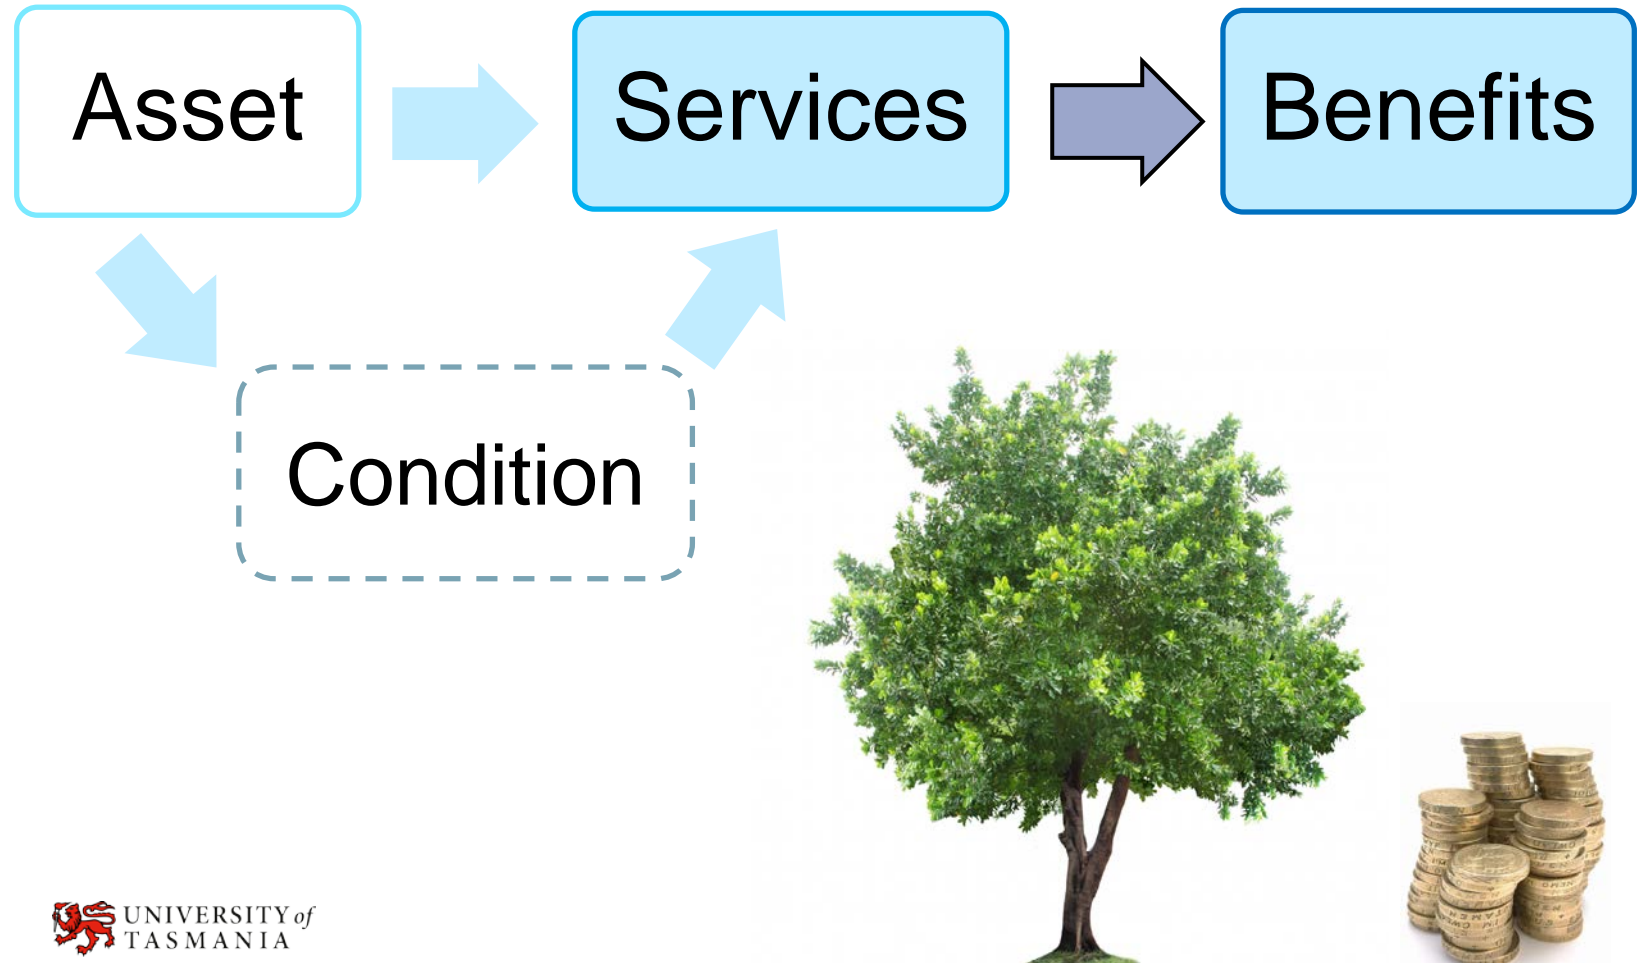 Asset
Services
Benefits
Condition
UNIVERSITY of
TASMANIA